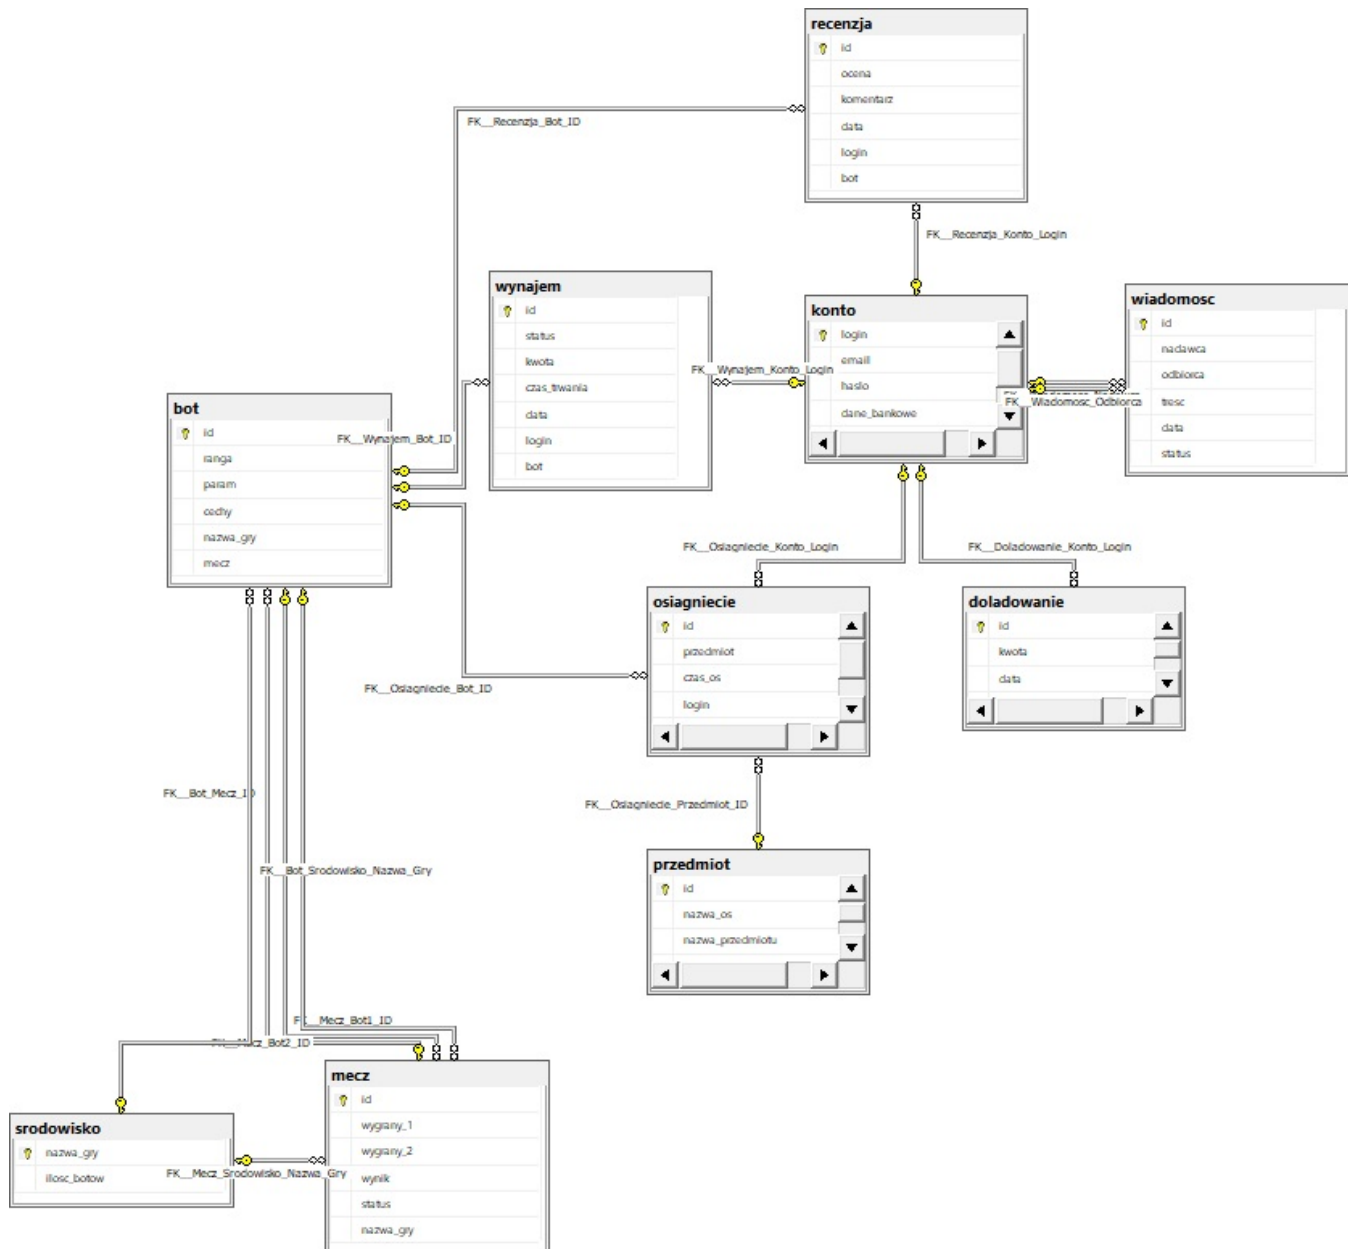 recenzja
id
ocena
komentarz
data
login
bot
FK__Recenzja_Bot_ID
FK__Recenzja_Konto_Login
wynajem
id
status
kwota
czas_trwania
data
login
bot
FK__Wynajem_Konto_Login
konto
login
email
haslo
dane_bankowe
wiadomosc
id
nadawca
odbiorca
tresc
data
status
FK__Wiadomosc_Odbiorca
bot
id
ranga
param
cechy
nazwa_gry
mecz
FK__Wynajem_Bot_ID
FK__Osiagniecie_Konto_Login
FK__Doladowanie_Konto_Login
osiagniecie
id
przedmiot
czas_os
login
doladowanie
id
kwota
data
FK__Osiagniecie_Bot_ID
FK__Bot_Mecz_ID
FK__Osiagniecie_Przedmiot_ID
FK__Bot_Srodowisko_Nazwa_Gry
przedmiot
id
nazwa_os
nazwa_przedmiotu
FK__Mecz_Bot1_ID
FK__Mecz_Bot2_ID
mecz
id
wygrany_1
wygrany_2
wynik
status
nazwa_gry
srodowisko
nazwa_gry
ilosc_botow
FK__Mecz_Srodowisko_Nazwa_Gry